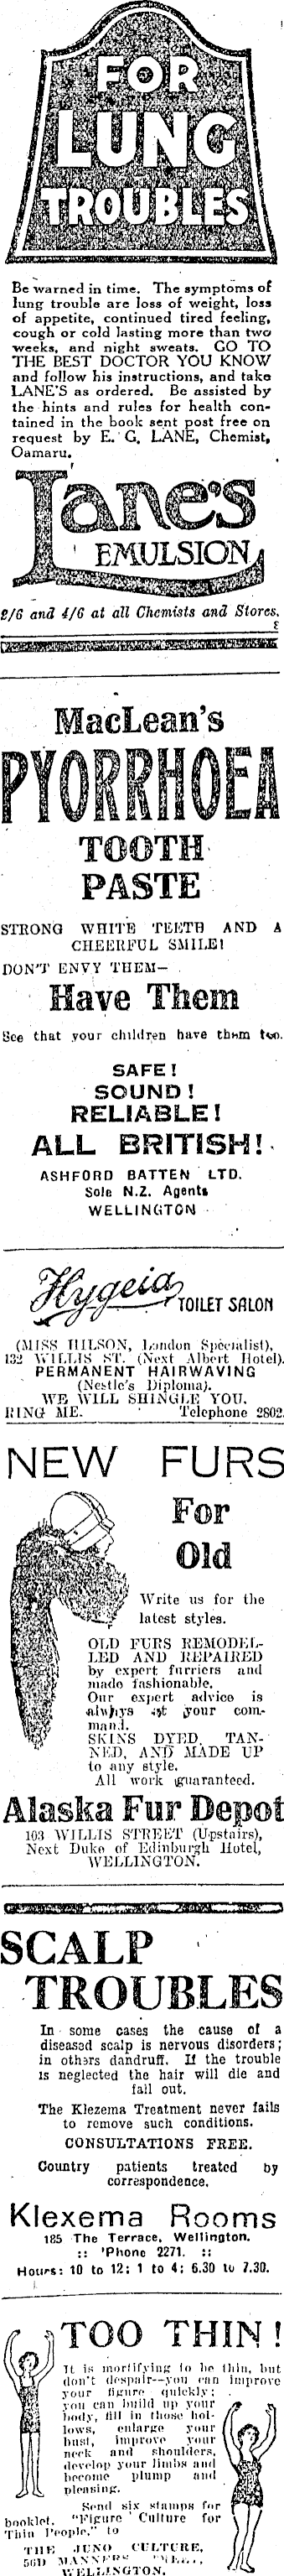 FOR
LUNG
TROUBLES
Be warned in time. The symptoms of
lung trouble are loss of weight, loss
of appetite, continued tired feeling,
cough or cold lasting more than two
weeks, and night sweats. GO TO
THE BEST DOCTOR YOU KNOW
and follow his instructions, and take
LANE'S as ordered. Be assisted by
the hints and rules for health con-
tained in the book sent post free on
request by E. G. LANE, Chemist,
Oamaru.
Lane's
EMULSION
2/6 and 4/6 at all Chemists and Stores.
8
MacLean's
PYORRHOEA
TOOTH
PASTE
STRONG WHITE TEETH AND A
CHEERFUL SMILE!
DON'T ENVY THEM—
Have Them
See that your children have them too.
SAFE!
SOUND!
RELIABLE!
ALL BRITISH!
ASHFORD BATTEN LTD.
Sole N.Z. Agents
WELLINGTON
Hygeia TOILET SALON
(MISS HILSON, London Specialist),
132 WILLIS ST. (Next Albert Hotel).
PERMANENT HAIRWAVING
(Nestle's Diploma).
WE WILL SHINGLE YOU.
RING ME. Telephone 2802.
NEW FURS
For
Old
Write us for the
latest styles.
OLD FURS REMODEL-
LED AND REPAIRED
by expert furriers and
made fashionable.
Our expert advice is
always at your com-
mand.
SKINS DYED, TAN-
NED, AND MADE UP
to any style.
All work guaranteed.
Alaska Fur Depot
103 WILLIS STREET (Upstairs),
Next Duke of Edinburgh Hotel,
WELLINGTON.
SCALP
TROUBLES
In some cases the cause of a
diseased scalp is nervous disorders;
in others dandruff. If the trouble
is neglected the hair will die and
fall out.
The Klezema Treatment never fails
to remove such conditions.
CONSULTATIONS FREE.
Country patients treated by
correspondence.
Klexema Rooms
185 The Terrace, Wellington.
:: 'Phone 2271. ::
Hours: 10 to 12; 1 to 4; 6.30 to 7.30.
TOO THIN!
It is mortifying to be thin, but
don't despair—you can improve
your figure quickly;
you can build up your
body, fill in those hol-
lows, enlarge your
bust, improve your
neck and shoulders,
develop your limbs and
become plump and
pleasing.
Send six stamps for
booklet, "Figure Culture for
Thin People," to
THE JUNO CULTURE,
56D MANNERS STREET,
WELLINGTON.